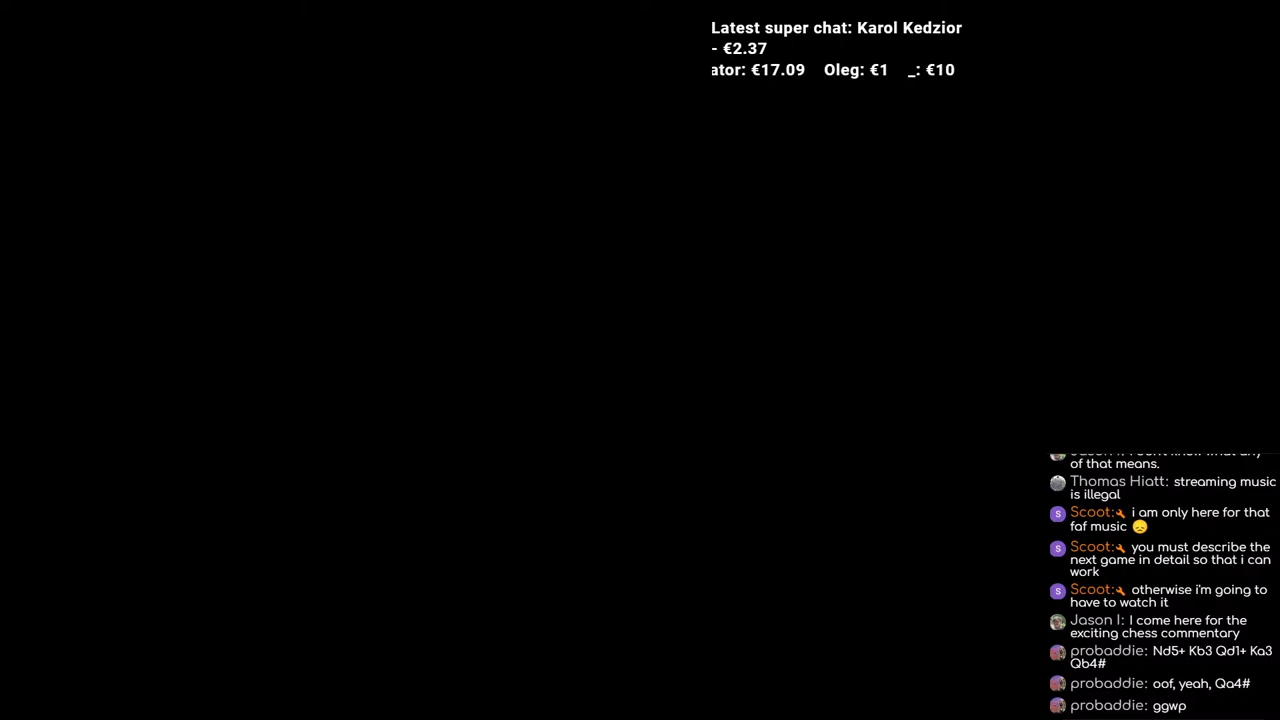 Latest super chat: Karol Kedzior
- €2.37
ator: €17.09 Oleg: €1 _: €10
of that means.
Thomas Hiatt: streaming music
is illegal
Scoot: i am only here for that
faf music 😞
Scoot: you must describe the
next game in detail so that i can
work
Scoot: otherwise i'm going to
have to watch it
Jason I: I come here for the
exciting chess commentary
probaddie: Nd5+ Kb3 Qd1+ Ka3
Qb4#
probaddie: oof, yeah, Qa4#
probaddie: ggwp